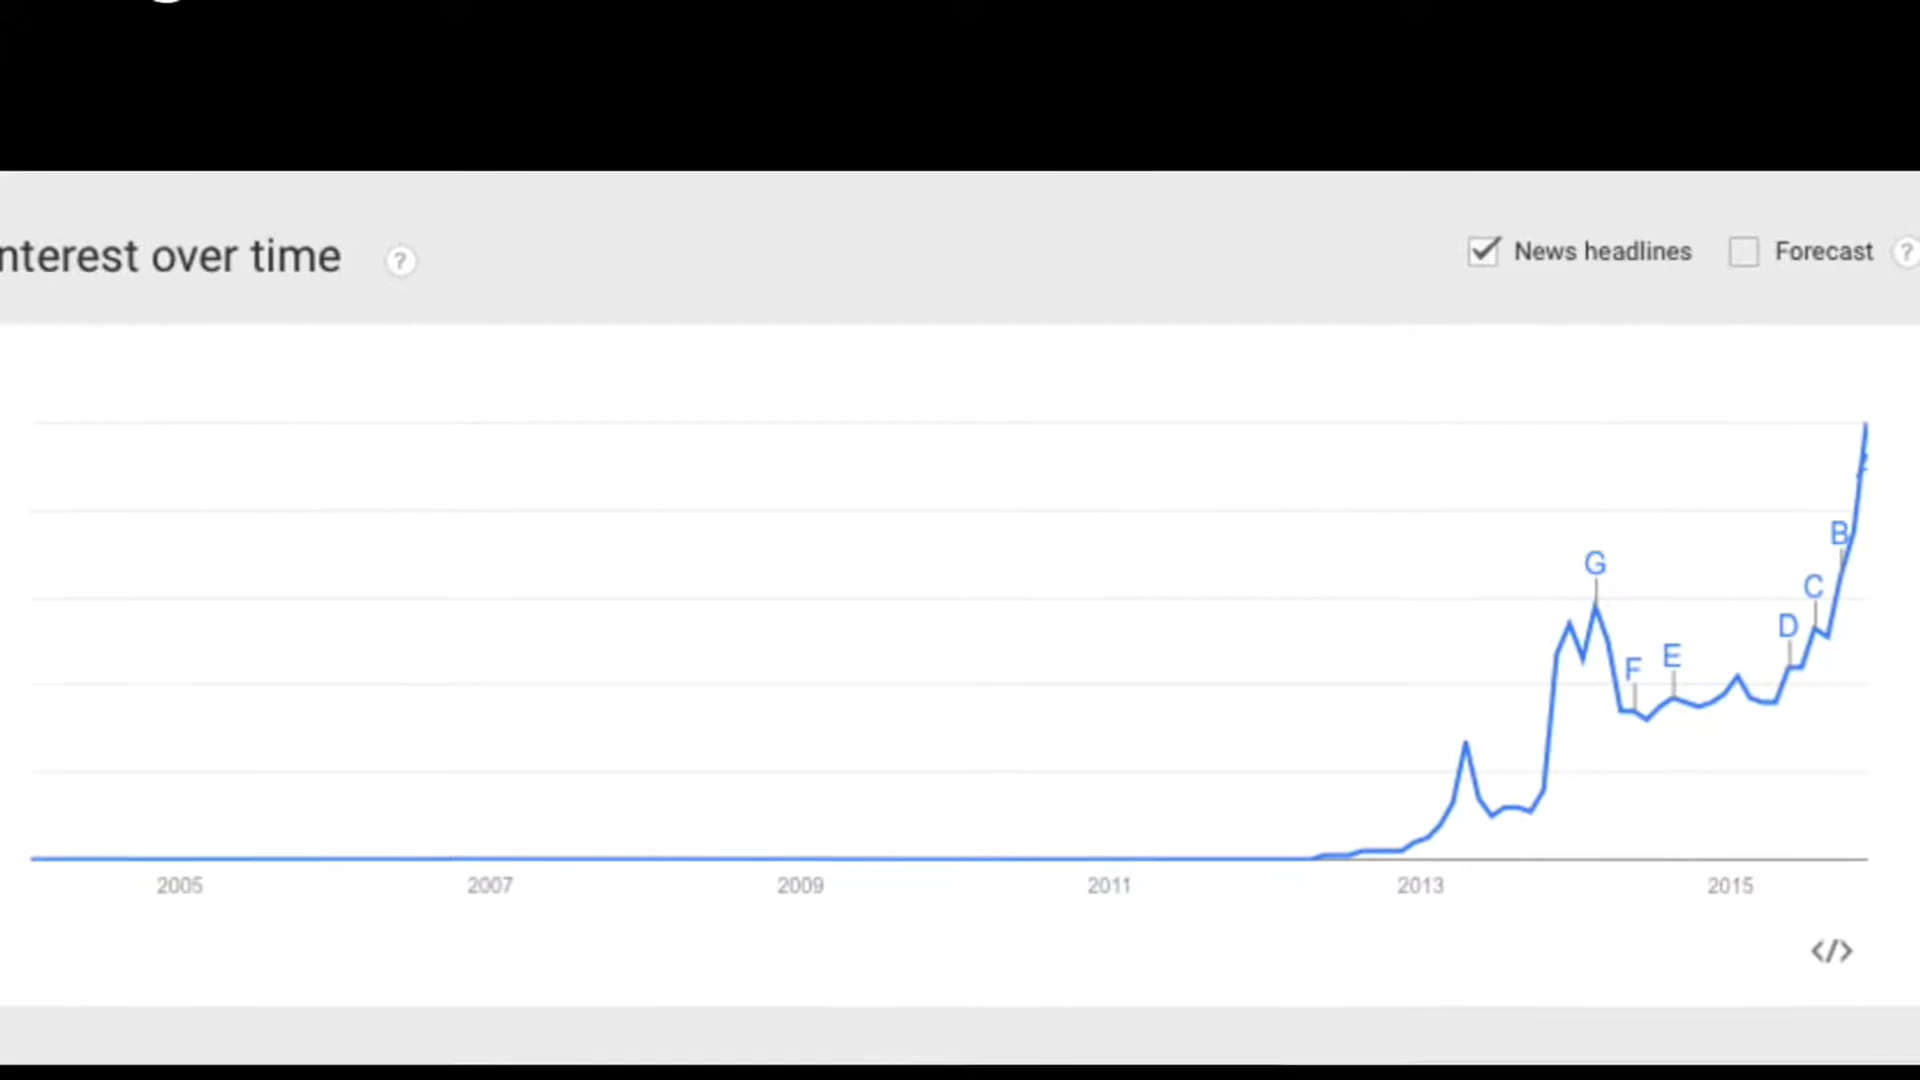 nterest over time ?
News headlines Forecast ?
B
G
C
D
E
F
2005 2007 2009 2011 2013 2015
</>